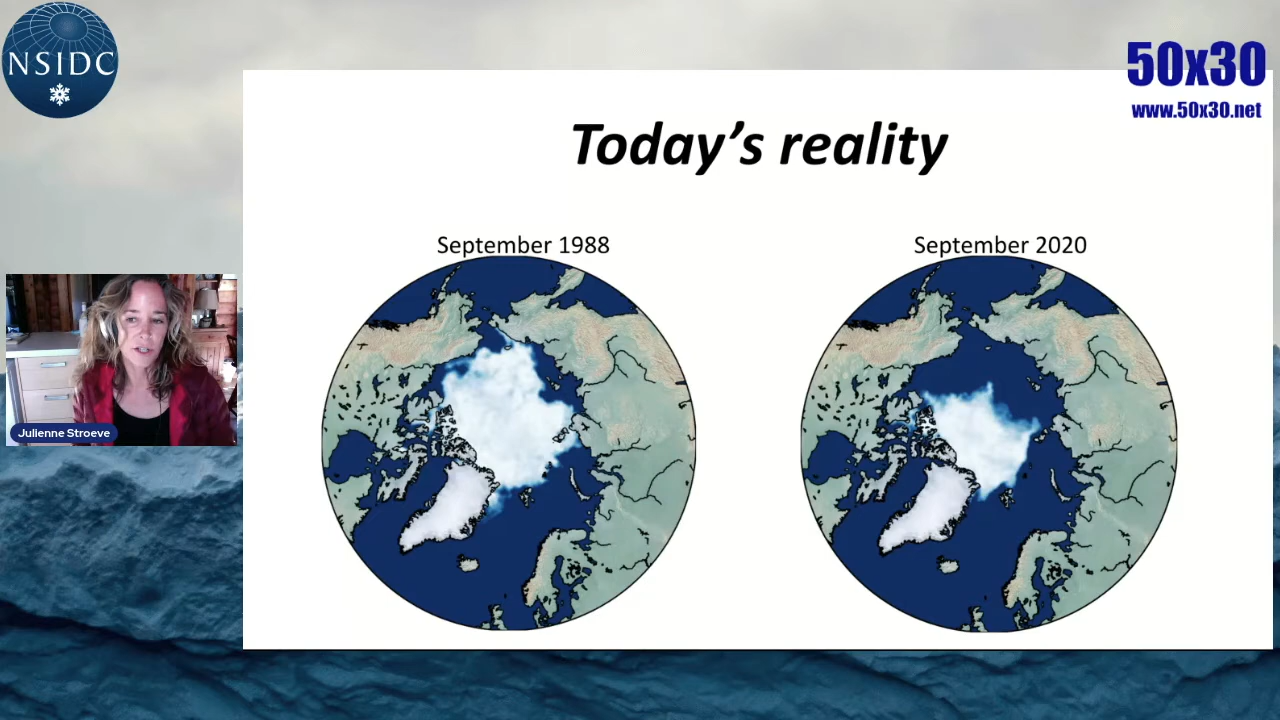 NSIDC
50x30
www.50x30.net
Today's reality
September 1988
September 2020
Julienne Stroeve